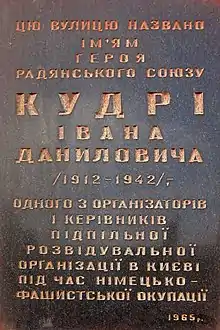 ЦЮ ВУЛИЦЮ НАЗВАНО
ІМ'ЯМ
ГЕРОЯ
РАДЯНСЬКОГО СОЮЗУ
КУДРІ
ІВАНА
ДАНИЛОВИЧА
/1912-1942/,-
ОДНОГО З ОРГАНІЗАТОРІВ
І КЕРІВНИКІВ
ПІДПІЛЬНОЇ
РОЗВІДУВАЛЬНОЇ
ОРГАНІЗАЦІЇ В КИЄВІ
ПІД ЧАС НІМЕЦЬКО-
ФАШИСТСЬКОЇ ОКУПАЦІЇ
1965р.